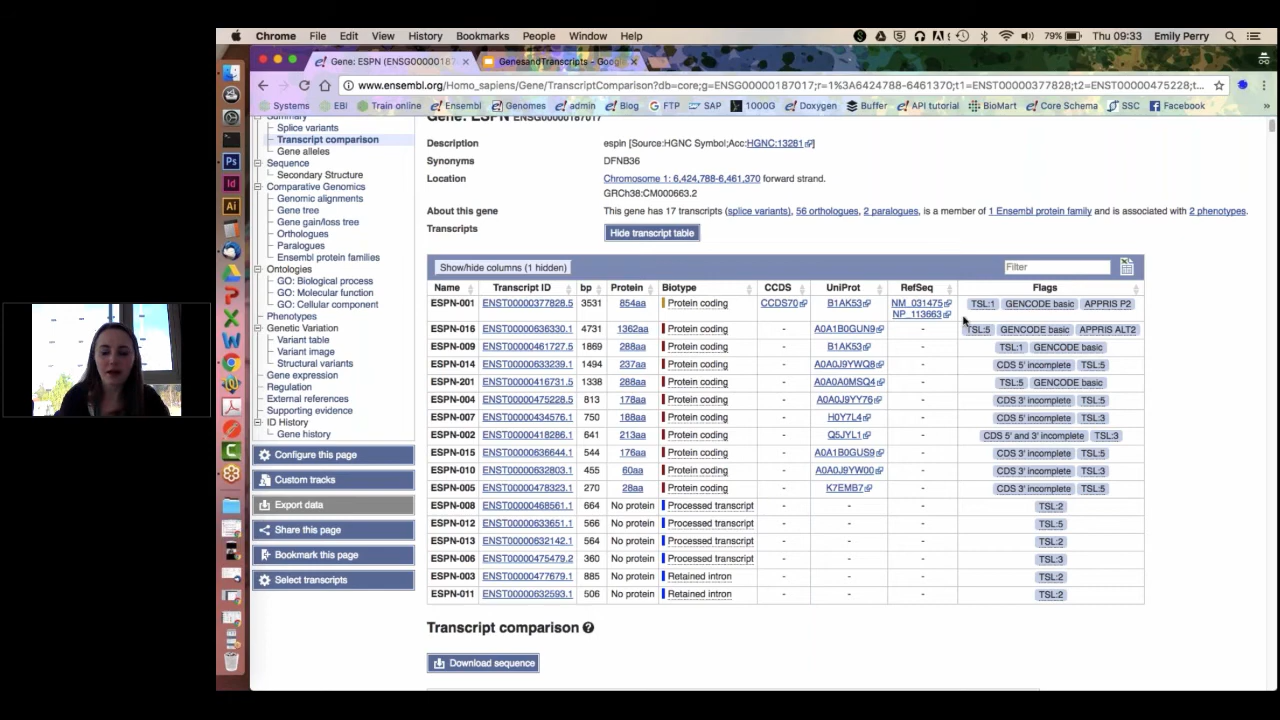 Chrome File Edit View History Bookmarks People Window Help 79% Thu 09:33 Emily Perry
Gene: ESPN (ENSG00000187 × GenesandTranscripts - Google ×
www.ensembl.org/Homo_sapiens/Gene/TranscriptComparison?db=core;g=ENSG00000187017;r=1%3A6424788-6461370;t1=ENST00000377828;t2=ENST00000475228;t...
Systems EBI Train online Ensembl Genomes admin Blog FTP SAP 1000G Doxygen Buffer API tutorial BioMart Core Schema SSC Facebook »
Summary
Splice variants
Transcript comparison
Gene alleles
Sequence
Secondary Structure
Comparative Genomics
Genomic alignments
Gene tree
Gene gain/loss tree
Orthologues
Paralogues
Ensembl protein families
Ontologies
GO: Biological process
GO: Molecular function
GO: Cellular component
Phenotypes
Genetic Variation
Variant table
Variant image
Structural variants
Gene expression
Regulation
External references
Supporting evidence
ID History
Gene history
Configure this page
Custom tracks
Export data
Share this page
Bookmark this page
Select transcripts
Gene: ESPN ENSG00000187017
Description espin [Source:HGNC Symbol;Acc:HGNC:13281]
Synonyms DFNB36
Location Chromosome 1: 6,424,788-6,461,370 forward strand.
GRCh38:CM000663.2
About this gene This gene has 17 transcripts (splice variants), 56 orthologues, 2 paralogues, is a member of 1 Ensembl protein family and is associated with 2 phenotypes.
Transcripts Hide transcript table
Show/hide columns (1 hidden) Filter
Name Transcript ID bp Protein Biotype CCDS UniProt RefSeq Flags
ESPN-001 ENST00000377828.5 3531 854aa Protein coding CCDS70 B1AK53 NM_031475 TSL:1 GENCODE basic APPRIS P2
NP_113663
ESPN-016 ENST00000636330.1 4731 1362aa Protein coding - A0A1B0GUN9 - TSL:5 GENCODE basic APPRIS ALT2
ESPN-009 ENST00000461727.5 1869 288aa Protein coding - B1AK53 - TSL:1 GENCODE basic
ESPN-014 ENST00000633239.1 1494 237aa Protein coding - A0A0J9YWQ8 - CDS 5' incomplete TSL:5
ESPN-201 ENST00000416731.5 1338 288aa Protein coding - A0A0A0MSQ4 - TSL:5 GENCODE basic
ESPN-004 ENST00000475228.5 813 178aa Protein coding - A0A0J9YY76 - CDS 3' incomplete TSL:5
ESPN-007 ENST00000434576.1 750 188aa Protein coding - H0Y7L4 - CDS 5' incomplete TSL:3
ESPN-002 ENST00000418286.1 641 213aa Protein coding - Q5JYL1 - CDS 5' and 3' incomplete TSL:3
ESPN-015 ENST00000636644.1 544 176aa Protein coding - A0A1B0GUS9 - CDS 3' incomplete TSL:5
ESPN-010 ENST00000632803.1 455 60aa Protein coding - A0A0J9YW00 - CDS 3' incomplete TSL:3
ESPN-005 ENST00000478323.1 270 28aa Protein coding - K7EMB7 - CDS 3' incomplete TSL:5
ESPN-008 ENST00000468561.1 664 No protein Processed transcript - - - TSL:2
ESPN-012 ENST00000633651.1 566 No protein Processed transcript - - - TSL:5
ESPN-013 ENST00000632142.1 564 No protein Processed transcript - - - TSL:2
ESPN-006 ENST00000475479.2 360 No protein Processed transcript - - - TSL:3
ESPN-003 ENST00000477679.1 885 No protein Retained intron - - - TSL:2
ESPN-011 ENST00000632593.1 506 No protein Retained intron - - - TSL:2
Transcript comparison
Download sequence